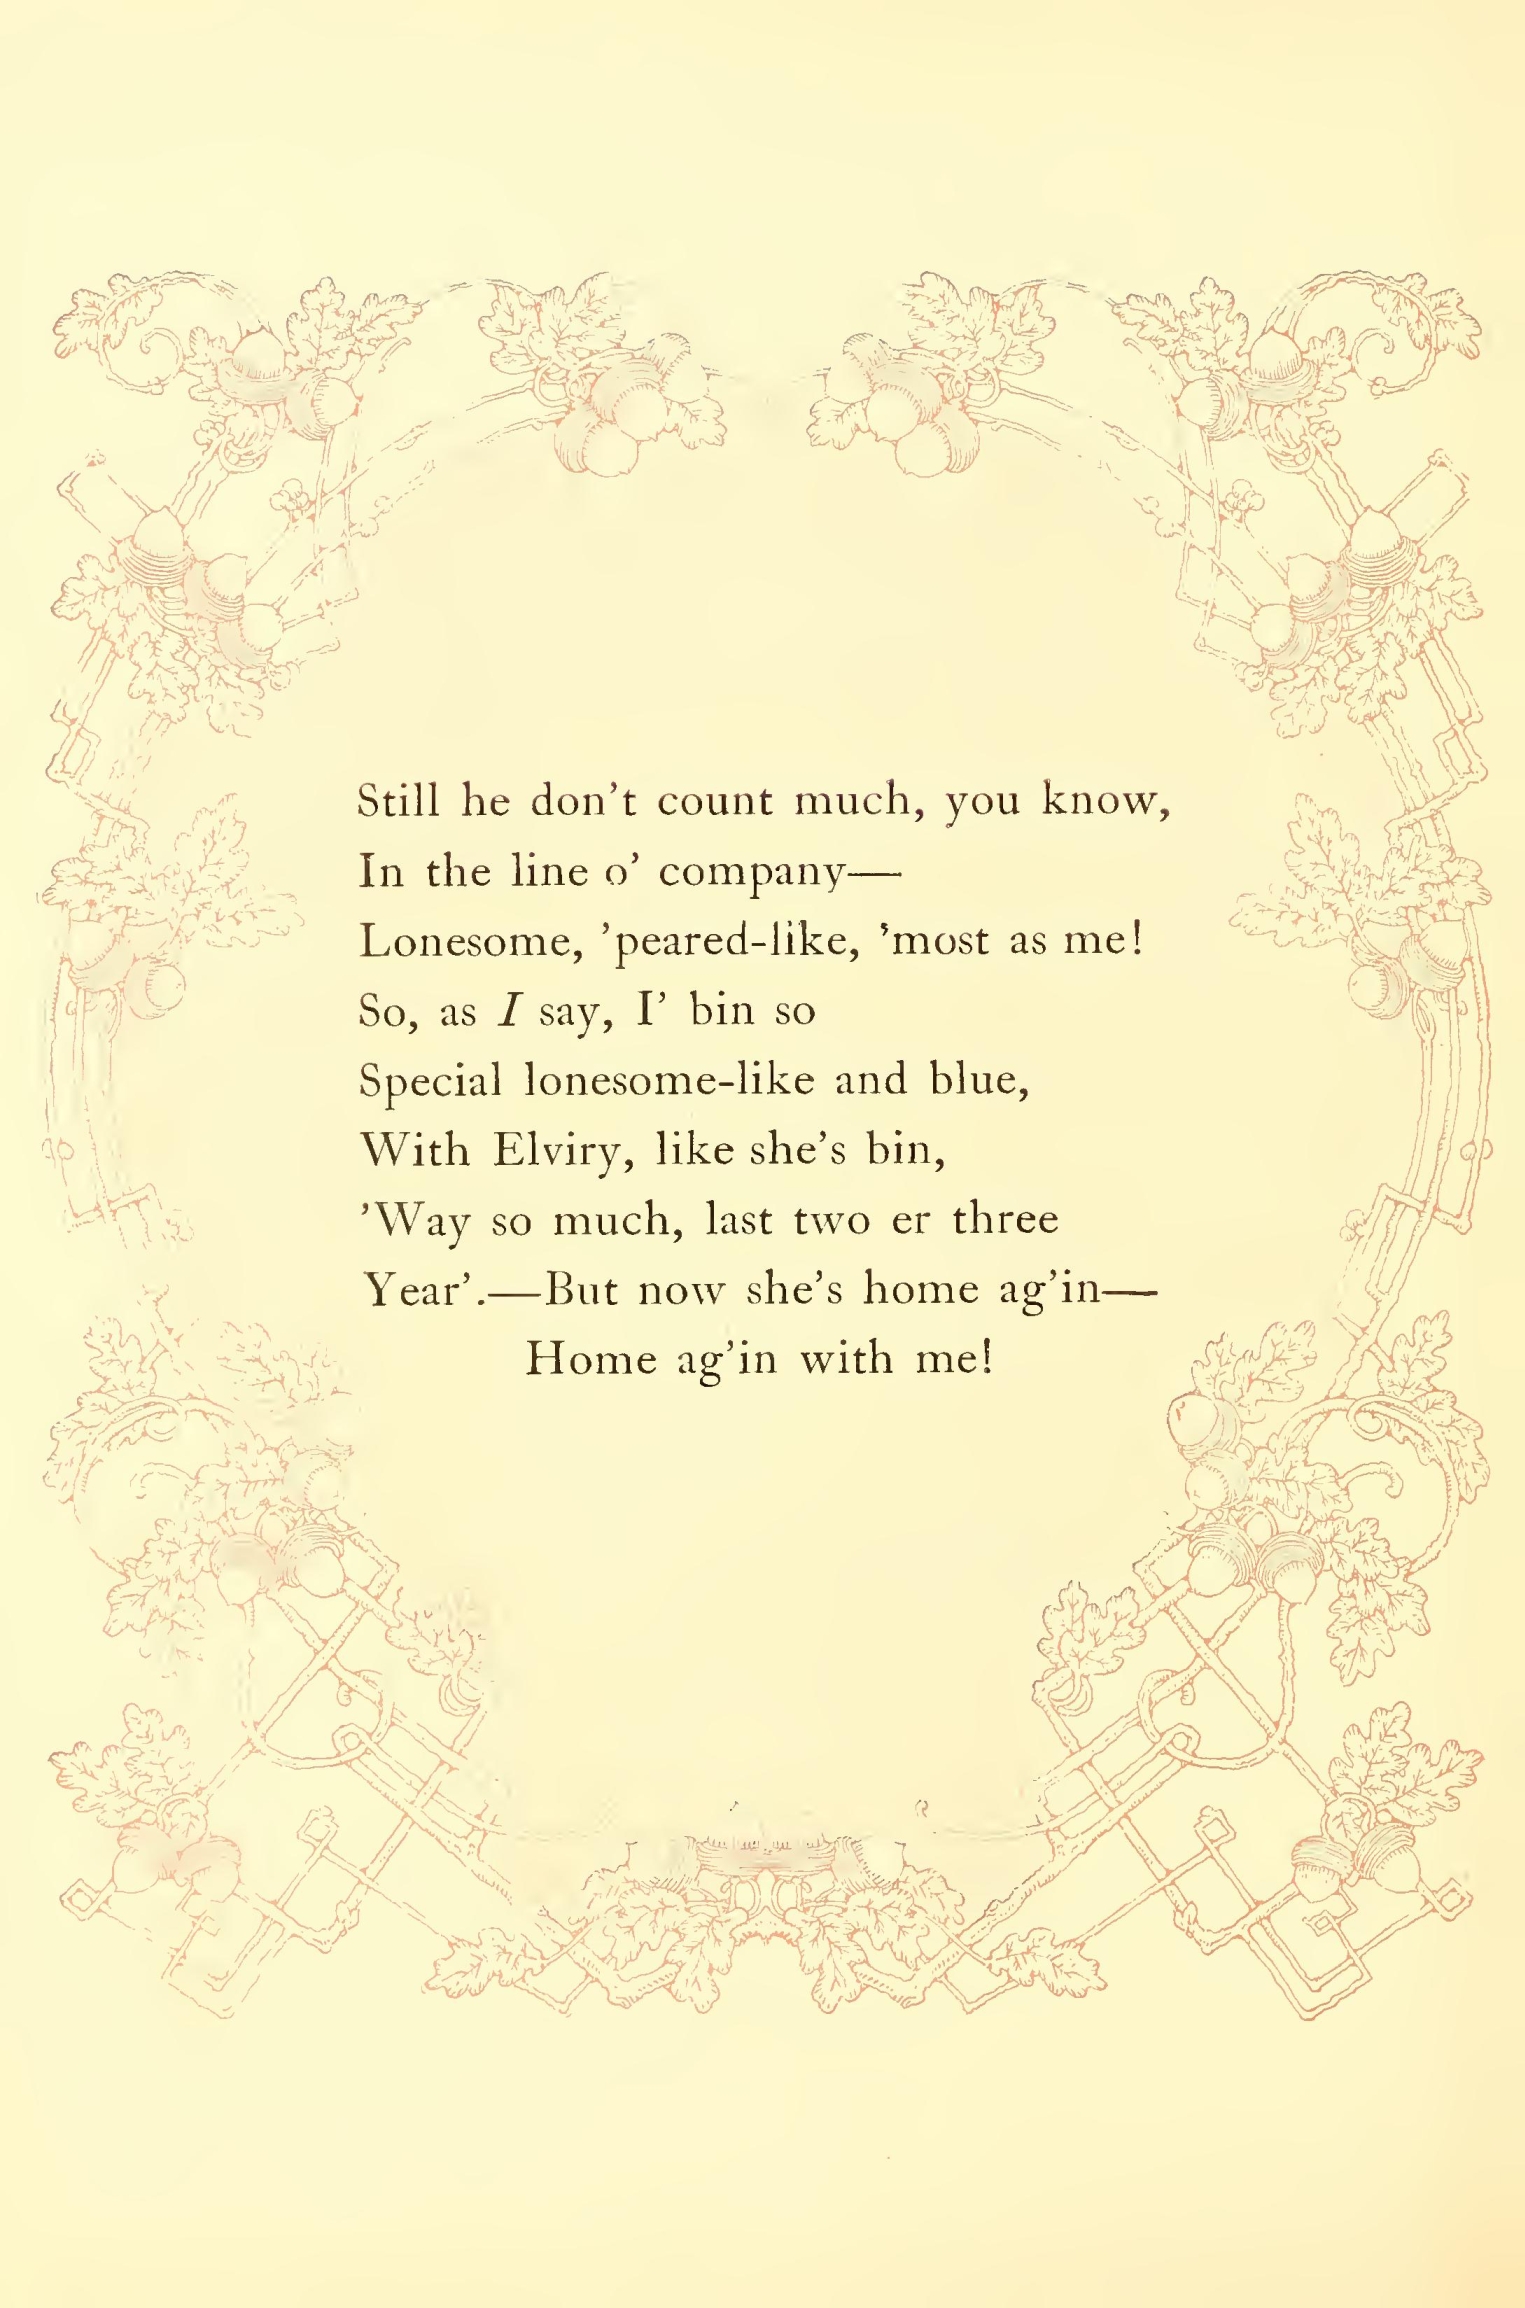 Still he don’t count much, you know,
In the line o’ company—
Lonesome, ’peared-like, ’most as me!
So, as I say, I’ bin so
Special lonesome-like and blue,
With Elviry, like she’s bin,
’Way so much, last two er three
Year’.—But now she’s home ag’in—
Home ag’in with me!